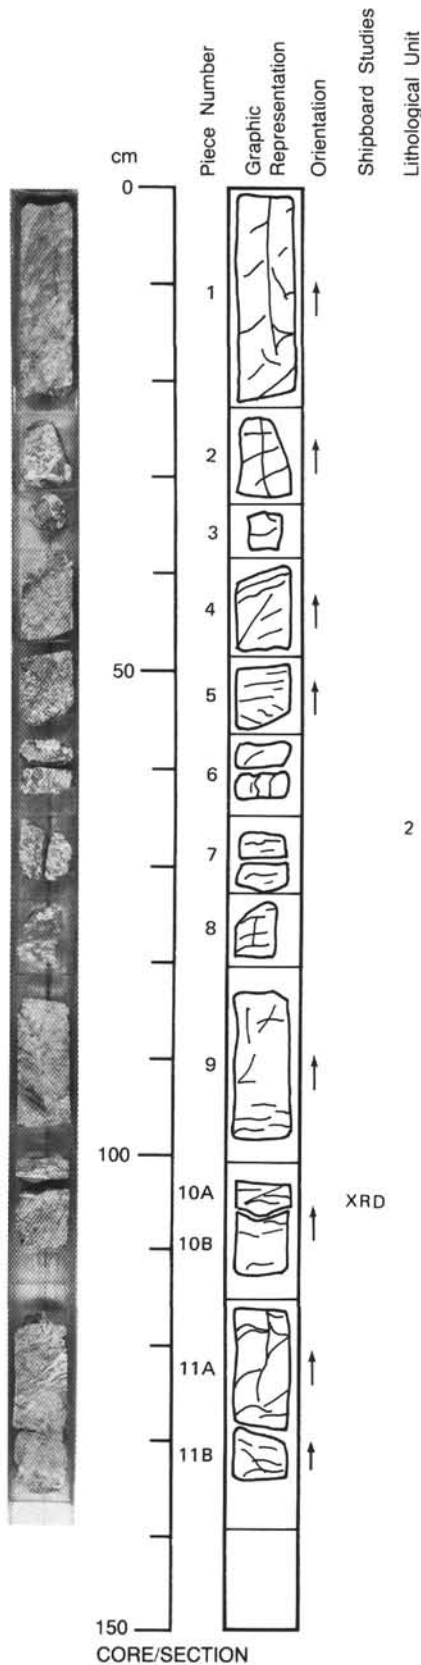 cm
Piece Number
Graphic
Representation
Orientation
Shipboard Studies
Lithological Unit
0
1
2
3
4
50
5
6
2
7
8
9
100
10A
XRD
10B
11A
11B
150
CORE/SECTION